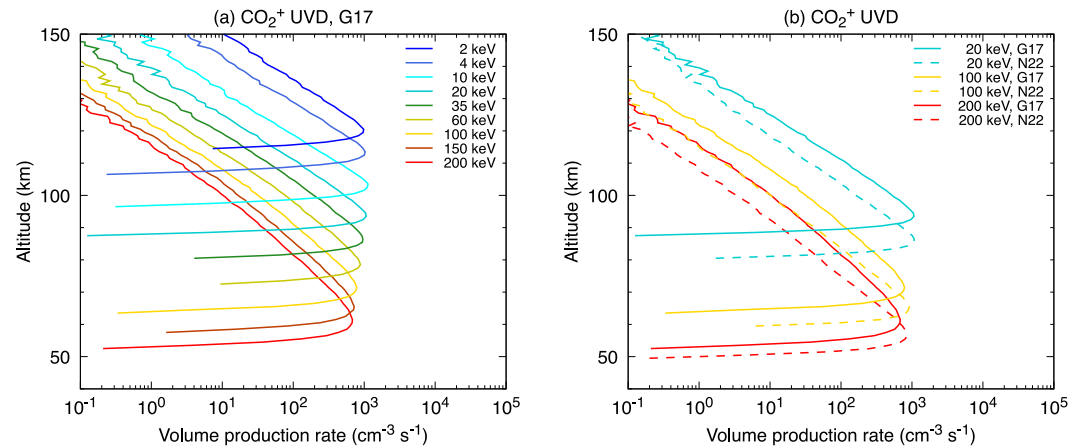 (a) CO₂⁺ UVD, G17
150
100
50
Altitude (km)
2 keV
4 keV
10 keV
20 keV
35 keV
60 keV
100 keV
150 keV
200 keV
10⁻¹ 10⁰ 10¹ 10² 10³ 10⁴ 10⁵
Volume production rate (cm⁻³ s⁻¹)
(b) CO₂⁺ UVD
150
100
50
Altitude (km)
20 keV, G17
20 keV, N22
100 keV, G17
100 keV, N22
200 keV, G17
200 keV, N22
10⁻¹ 10⁰ 10¹ 10² 10³ 10⁴ 10⁵
Volume production rate (cm⁻³ s⁻¹)